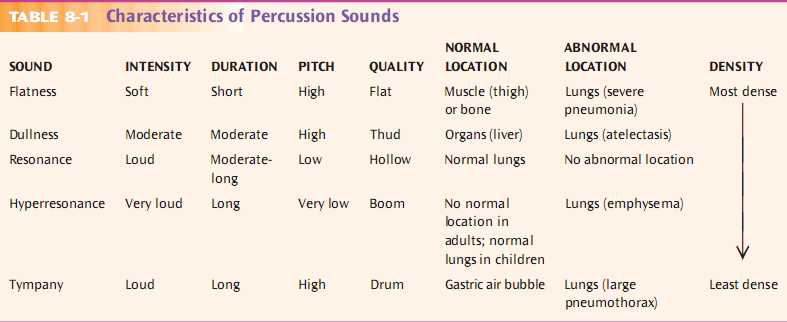 TABLE 8-1 Characteristics of Percussion Sounds
NORMAL ABNORMAL
SOUND INTENSITY DURATION PITCH QUALITY LOCATION LOCATION DENSITY
Flatness Soft Short High Flat Muscle (thigh) Lungs (severe Most dense
or bone pneumonia)
Dullness Moderate Moderate High Thud Organs (liver) Lungs (atelectasis)
Resonance Loud Moderate- Low Hollow Normal lungs No abnormal location
long
Hyperresonance Very loud Long Very low Boom No normal Lungs (emphysema)
location in
adults; normal
lungs in children
Tympany Loud Long High Drum Gastric air bubble Lungs (large Least dense
pneumothorax)